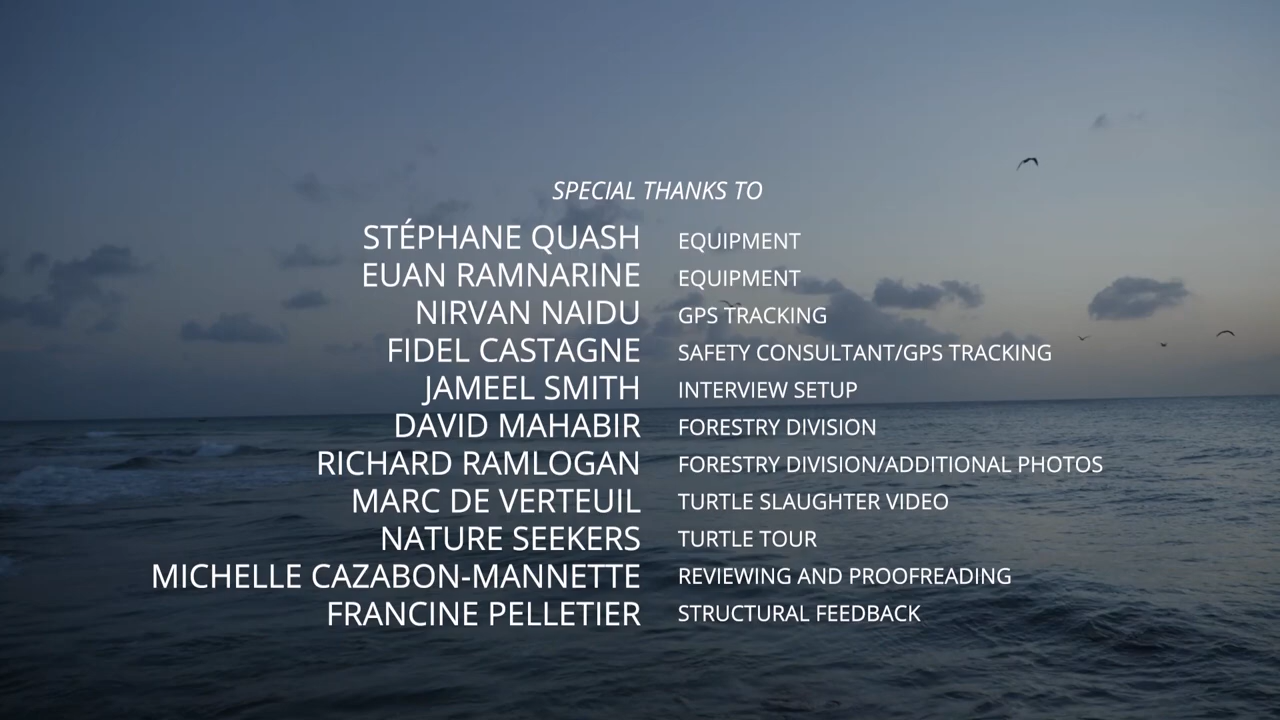 SPECIAL THANKS TO
STÉPHANE QUASH EQUIPMENT
EUAN RAMNARINE EQUIPMENT
NIRVAN NAIDU GPS TRACKING
FIDEL CASTAGNE SAFETY CONSULTANT/GPS TRACKING
JAMEEL SMITH INTERVIEW SETUP
DAVID MAHABIR FORESTRY DIVISION
RICHARD RAMLOGAN FORESTRY DIVISION/ADDITIONAL PHOTOS
MARC DE VERTEUIL TURTLE SLAUGHTER VIDEO
NATURE SEEKERS TURTLE TOUR
MICHELLE CAZABON-MANNETTE REVIEWING AND PROOFREADING
FRANCINE PELLETIER STRUCTURAL FEEDBACK